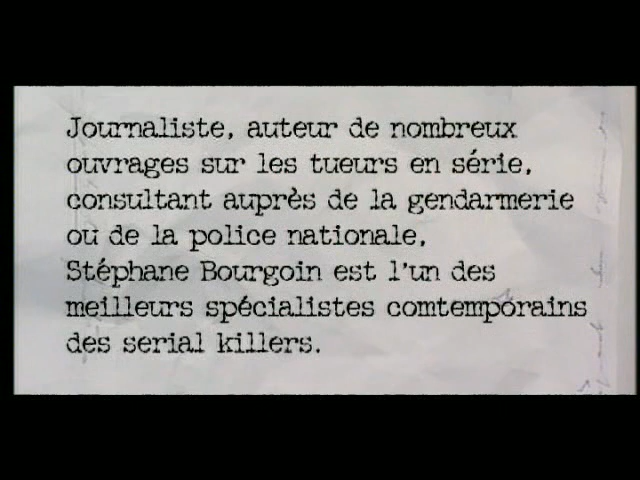 Journaliste, auteur de nombreux
ouvrages sur les tueurs en série,
consultant auprès de la gendarmerie
ou de la police nationale,
Stéphane Bourgoin est l'un des
meilleurs spécialistes comtemporains
des serial killers.